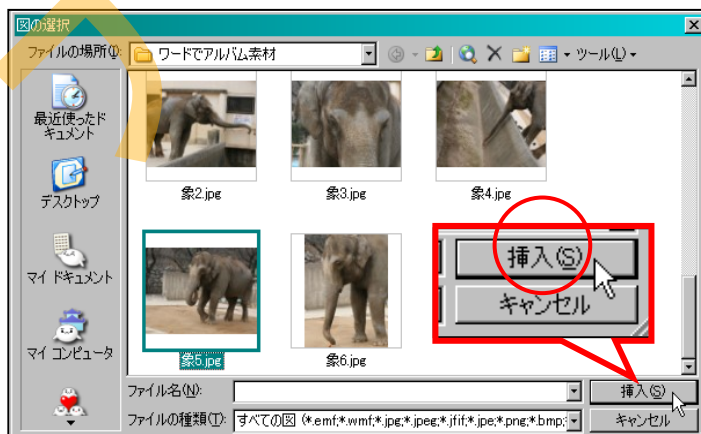 図の選択
ファイルの場所(I):
ワードでアルバム素材
ツール(L)
最近使ったド
キュメント
デスクトップ
マイ ドキュメント
マイ コンピュータ
象2.jpg
象3.jpg
象4.jpg
象5.jpg
象6.jpg
挿入(S)
キャンセル
ファイル名(N):
挿入(S)
ファイルの種類(T):
すべての図 (*.emf;*.wmf;*.jpg;*.jpeg;*.jfif;*.jpe;*.png;*.bmp;
キャンセル